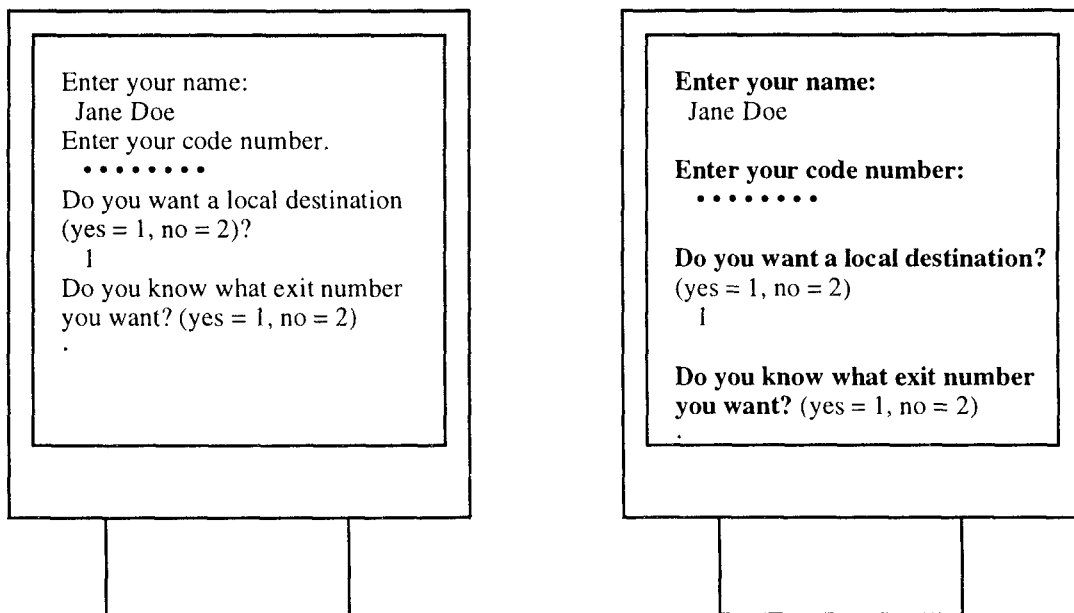 Enter your name:
Jane Doe
Enter your code number.
••••••••
Do you want a local destination
(yes = 1, no = 2)?
1
Do you know what exit number
you want? (yes = 1, no = 2)
.
Enter your name:
Jane Doe
Enter your code number:
••••••••
Do you want a local destination?
(yes = 1, no = 2)
1
Do you know what exit number
you want? (yes = 1, no = 2)
.